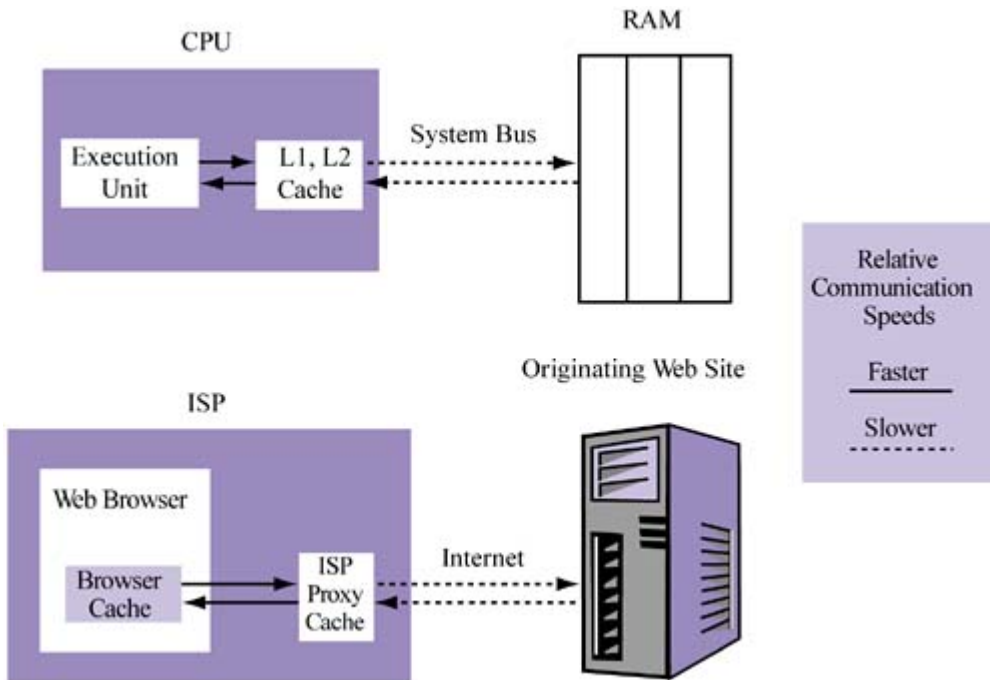 RAM
CPU
System Bus
Execution
Unit
L1, L2
Cache
Relative
Communication
Speeds
Faster
Slower
Originating Web Site
ISP
Web Browser
Browser
Cache
ISP
Proxy
Cache
Internet